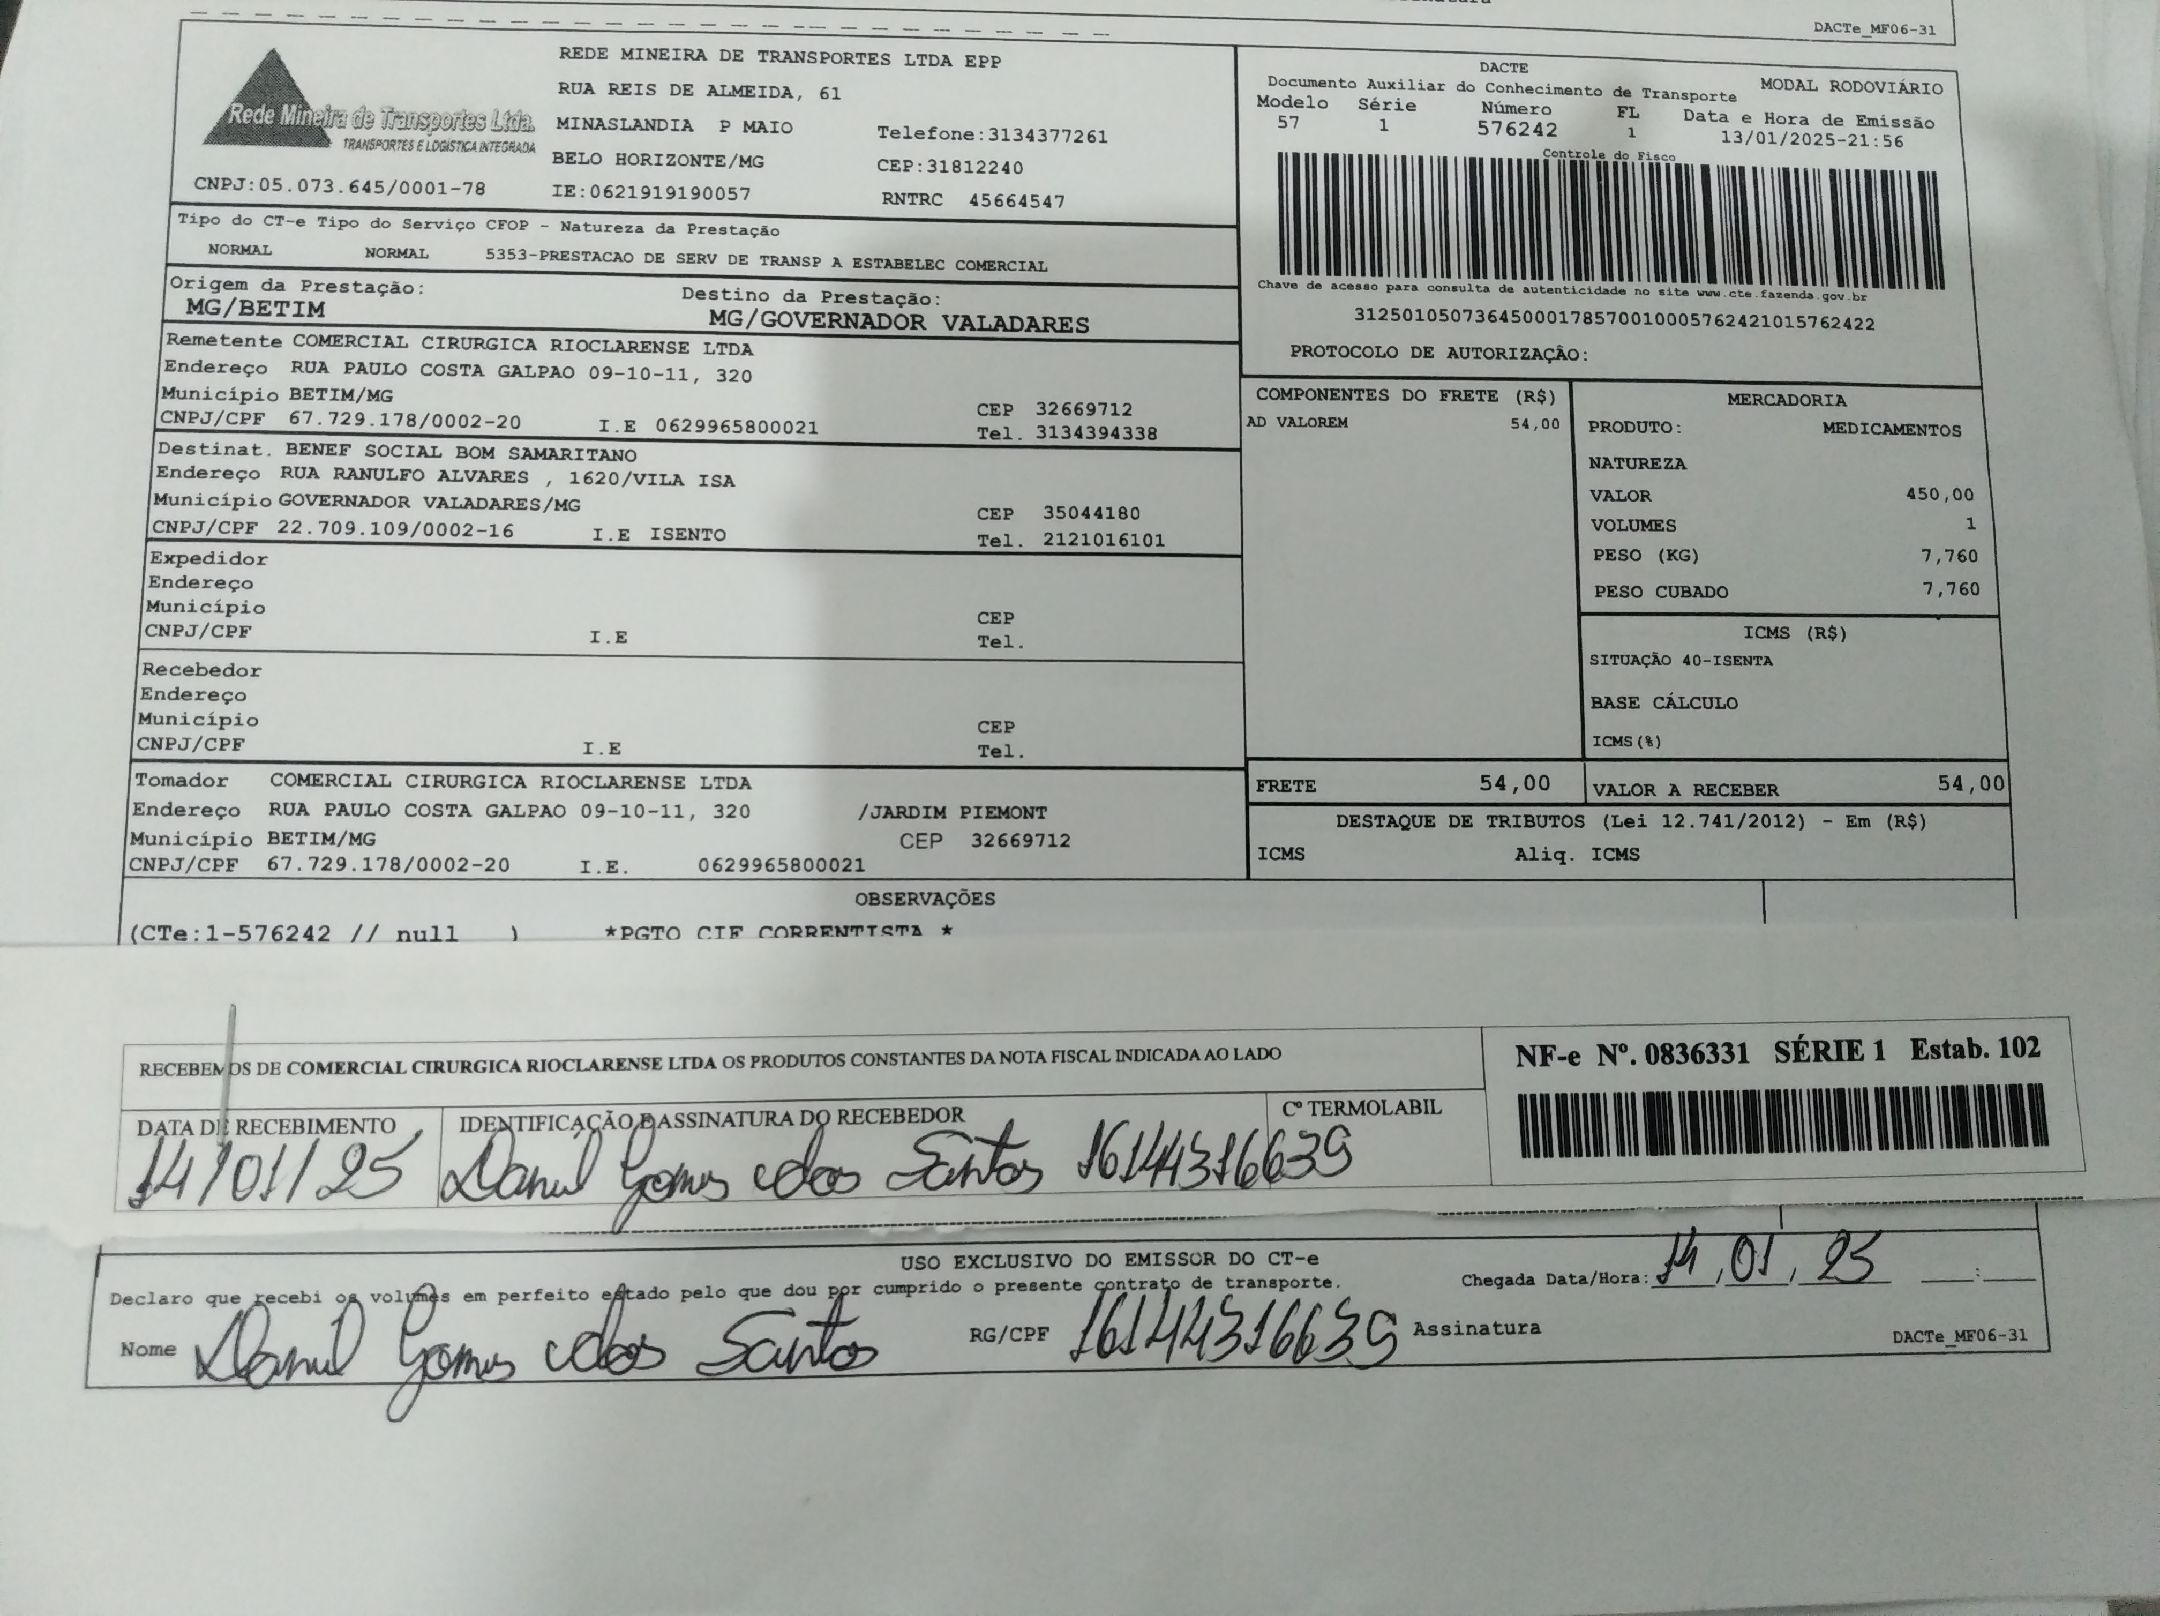 DACTe_MF06-31
Rede Mineira de Transportes Ltda.
TRANSPORTES E LOGÍSTICA INTEGRADA
REDE MINEIRA DE TRANSPORTES LTDA EPP
RUA REIS DE ALMEIDA, 61
MINASLANDIA P MAIO Telefone:3134377261
BELO HORIZONTE/MG CEP:31812240
CNPJ:05.073.645/0001-78 IE:0621919190057 RNTRC 45664547
DACTE
Documento Auxiliar do Conhecimento de Transporte MODAL RODOVIÁRIO
Modelo Série Número FL Data e Hora de Emissão
57 1 576242 1 13/01/2025-21:56
Controle do Fisco
Chave de acesso para consulta de autenticidade no site www.cte.fazenda.gov.br
31250105073645000178570010005762421015762422
PROTOCOLO DE AUTORIZAÇÃO:
Tipo do CT-e Tipo do Serviço CFOP - Natureza da Prestação
NORMAL NORMAL 5353-PRESTACAO DE SERV DE TRANSP A ESTABELEC COMERCIAL
Origem da Prestação: Destino da Prestação:
MG/BETIM MG/GOVERNADOR VALADARES
Remetente COMERCIAL CIRURGICA RIOCLARENSE LTDA
Endereço RUA PAULO COSTA GALPAO 09-10-11, 320
Município BETIM/MG CEP 32669712
CNPJ/CPF 67.729.178/0002-20 I.E 0629965800021 Tel. 3134394338
Destinat. BENEF SOCIAL BOM SAMARITANO
Endereço RUA RANULFO ALVARES , 1620/VILA ISA
Município GOVERNADOR VALADARES/MG CEP 35044180
CNPJ/CPF 22.709.109/0002-16 I.E ISENTO Tel. 2121016101
Expedidor
Endereço
Município CEP
CNPJ/CPF I.E Tel.
Recebedor
Endereço
Município CEP
CNPJ/CPF I.E Tel.
Tomador COMERCIAL CIRURGICA RIOCLARENSE LTDA
Endereço RUA PAULO COSTA GALPAO 09-10-11, 320 /JARDIM PIEMONT
Município BETIM/MG CEP 32669712
CNPJ/CPF 67.729.178/0002-20 I.E. 0629965800021
COMPONENTES DO FRETE (R$)
AD VALOREM 54,00
MERCADORIA
PRODUTO: MEDICAMENTOS
NATUREZA
VALOR 450,00
VOLUMES 1
PESO (KG) 7,760
PESO CUBADO 7,760
ICMS (R$)
SITUAÇÃO 40-ISENTA
BASE CÁLCULO
ICMS(%)
FRETE 54,00 VALOR A RECEBER 54,00
DESTAQUE DE TRIBUTOS (Lei 12.741/2012) - Em (R$)
ICMS Aliq. ICMS
OBSERVAÇÕES
(CTe:1-576242 // null ) *PGTO CIF CORRENTISTA *
RECEBEMOS DE COMERCIAL CIRURGICA RIOCLARENSE LTDA OS PRODUTOS CONSTANTES DA NOTA FISCAL INDICADA AO LADO
NF-e Nº. 0836331 SÉRIE 1 Estab. 102
DATA DE RECEBIMENTO IDENTIFICAÇÃO E ASSINATURA DO RECEBEDOR Cº TERMOLABIL
14/01/25 Daniel Gomes dos Santos 16144316639
USO EXCLUSIVO DO EMISSOR DO CT-e
Declaro que recebi os volumes em perfeito estado pelo que dou por cumprido o presente contrato de transporte. Chegada Data/Hora: 14,01,25 :
Nome Daniel Gomes dos Santos RG/CPF 16144316639 Assinatura
DACTe_MF06-31